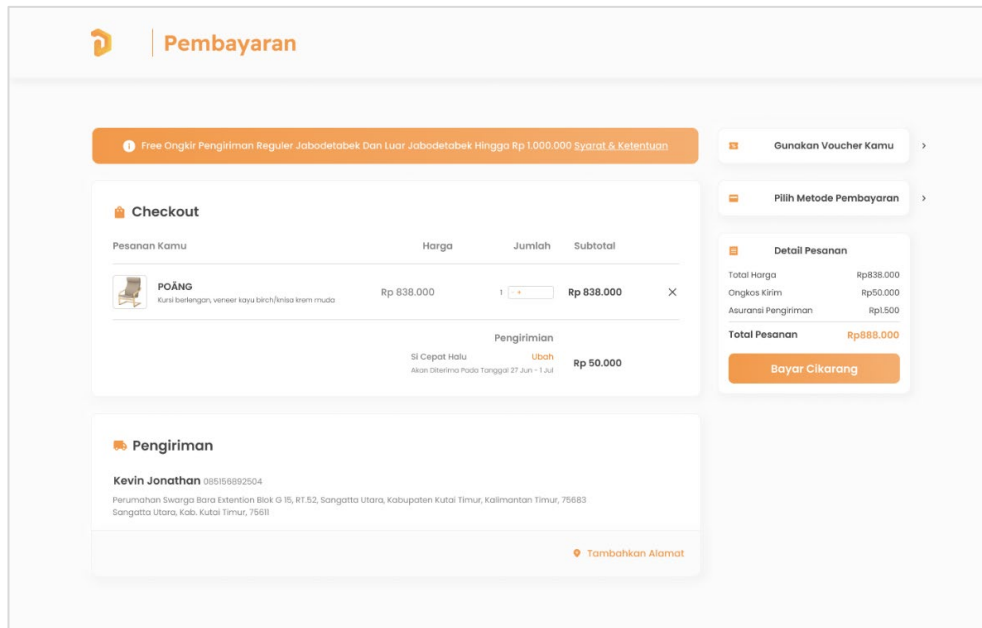 Pembayaran
Free Ongkir Pengiriman Reguler Jabodetabek Dan Luar Jabodetabek Hingga Rp 1.000.000 Syarat & Ketentuan
Checkout
Pesanan Kamu Harga Jumlah Subtotal
POÄNG
Kursi berlengan, veneer kayu birch/knisa krem muda
Rp 838.000 1 - + Rp 838.000
Pengirimian
Si Cepat Halu Ubah
Akan Diterima Pada Tanggal 27 Jun - 1 Jul
Rp 50.000
Pengiriman
Kevin Jonathan 085156892504
Perumahan Swarga Bara Extention Blok G 15, RT.52, Sangatta Utara, Kabupaten Kutai Timur, Kalimantan Timur, 75683
Sangatta Utara, Kab. Kutai Timur, 75611
Tambahkan Alamat
Gunakan Voucher Kamu
Pilih Metode Pembayaran
Detail Pesanan
Total Harga Rp838.000
Ongkos Kirim Rp50.000
Asuransi Pengiriman Rp1.500
Total Pesanan Rp888.000
Bayar Cikarang